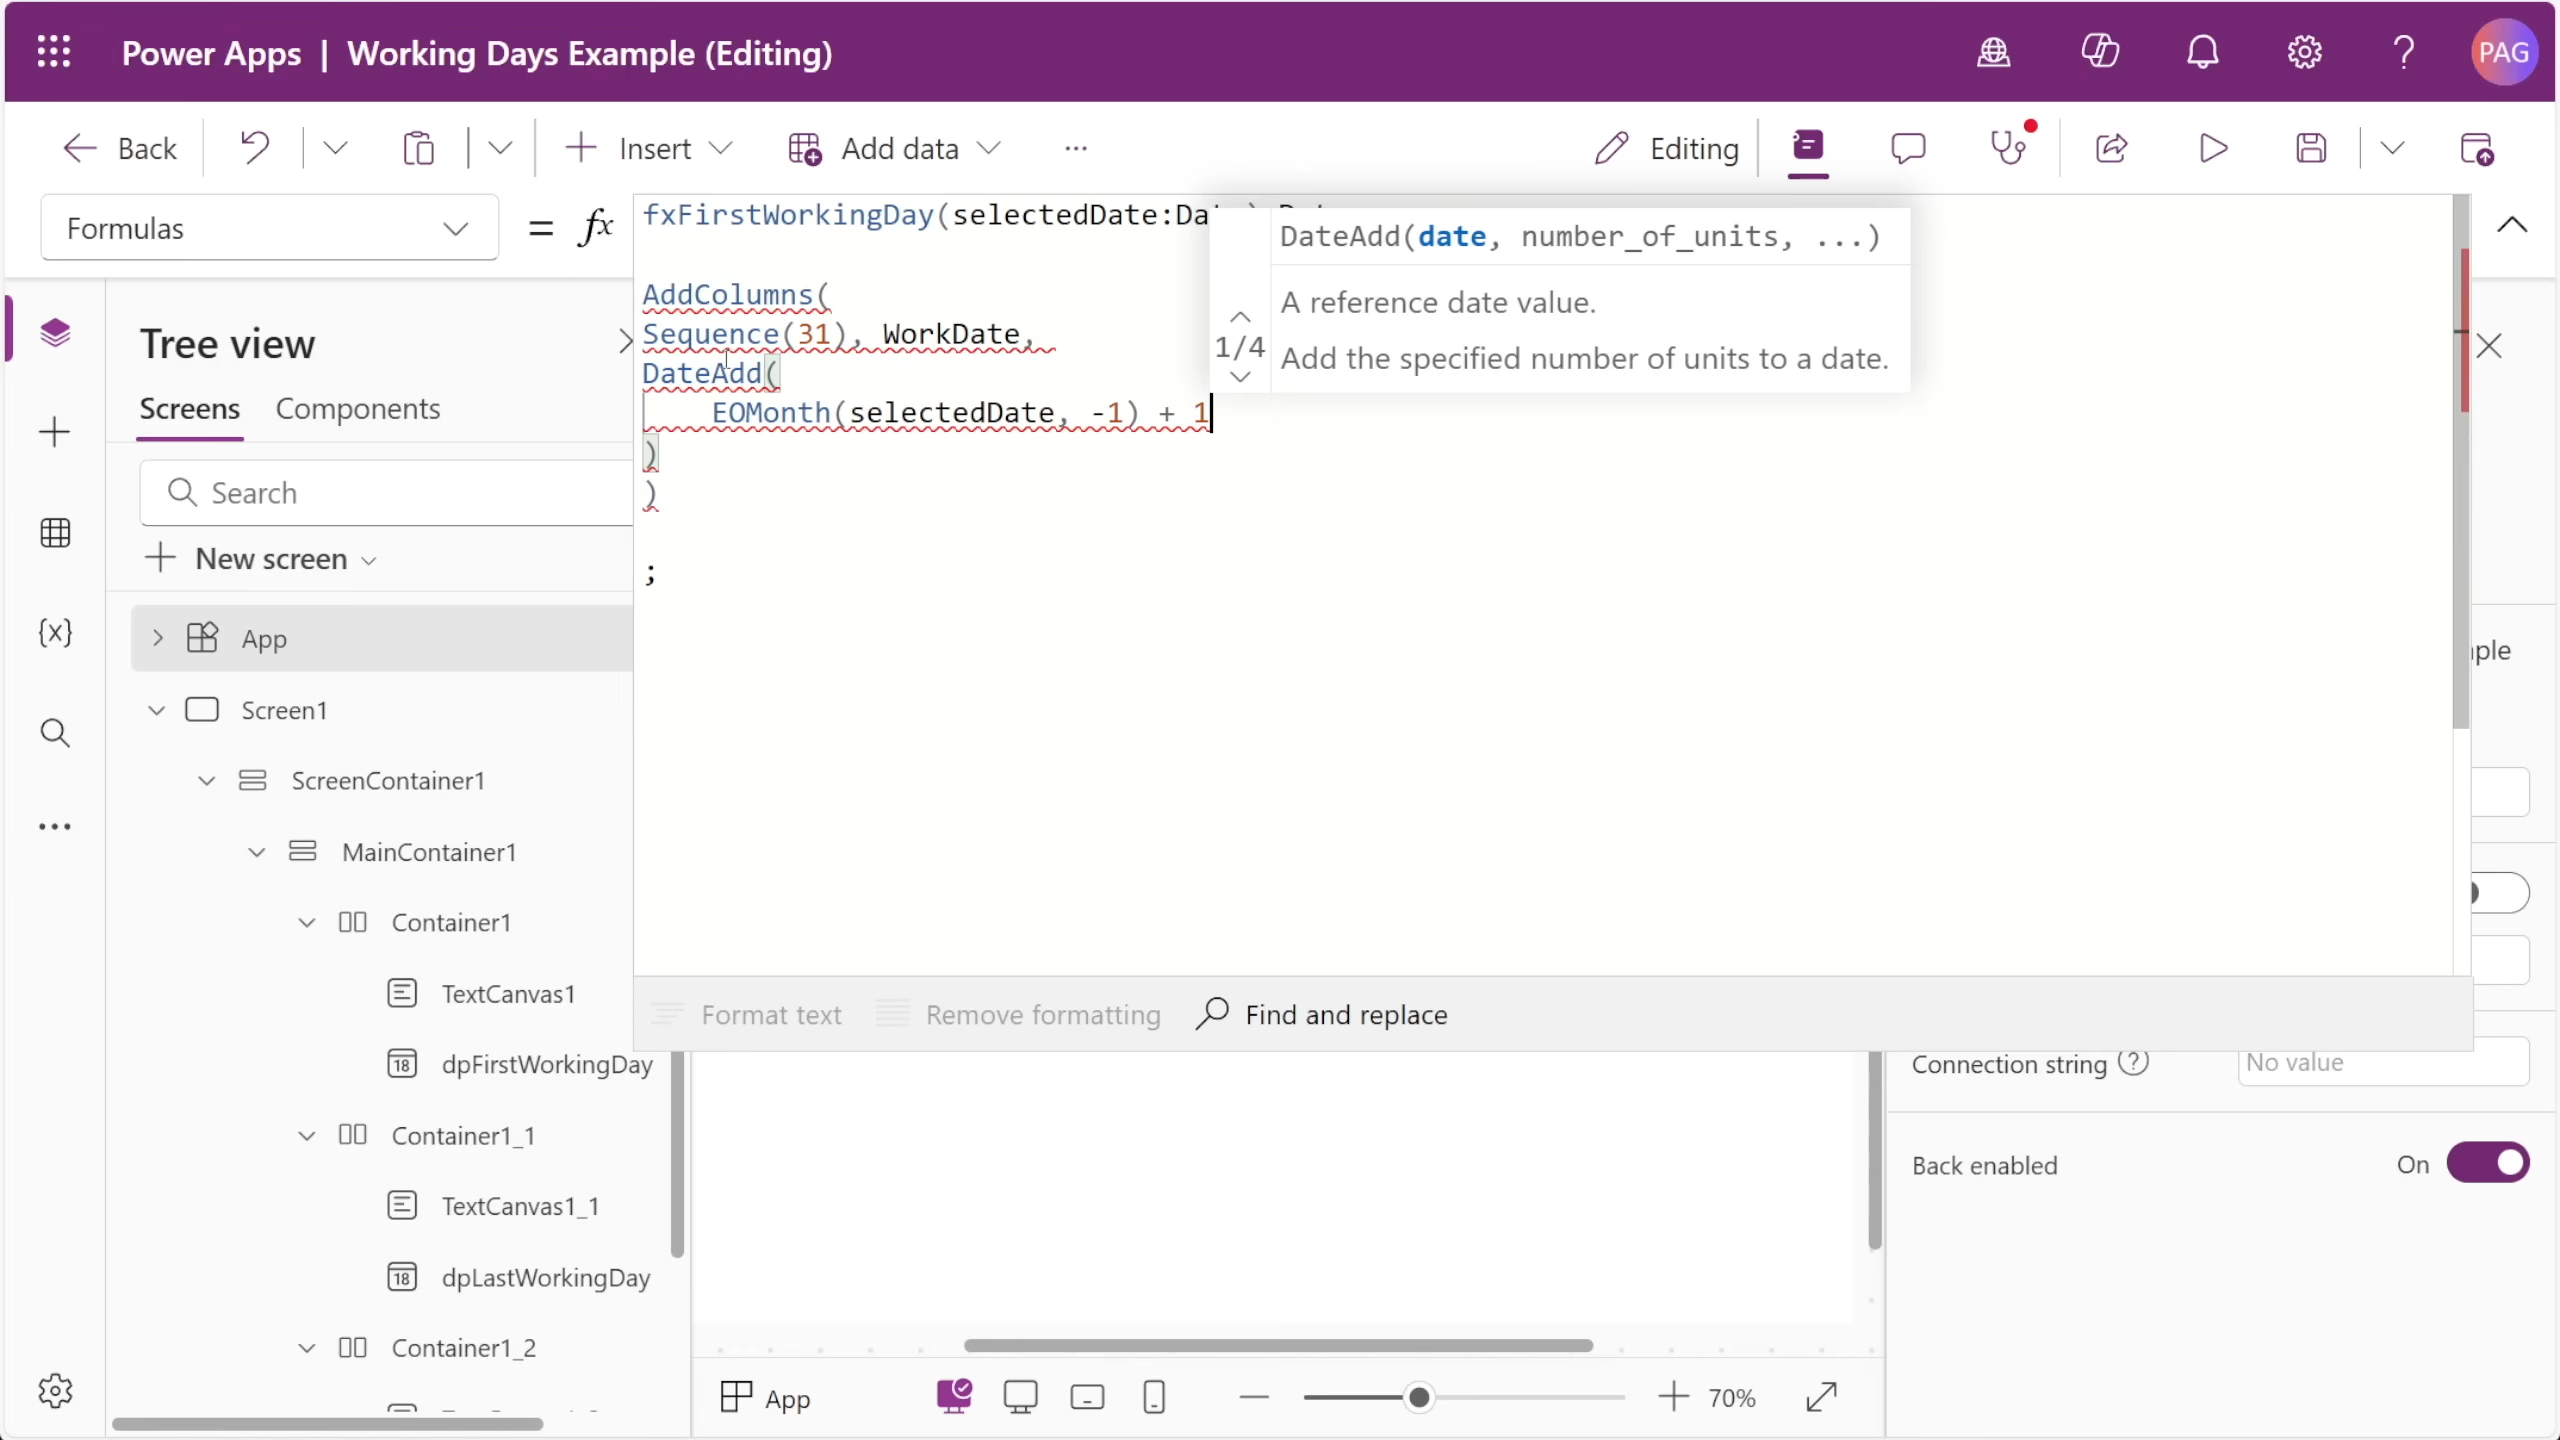 Power Apps | Working Days Example (Editing)
PAG
Back
Insert
Add data
...
Editing
Formulas
= fx
fxFirstWorkingDay(selectedDate:Da
AddColumns(
Sequence(31), WorkDate,
DateAdd(
EOMonth(selectedDate, -1) + 1
)
)
;
DateAdd(date, number_of_units, ...)
A reference date value.
1/4
Add the specified number of units to a date.
Tree view
Screens
Components
Search
New screen
App
Screen1
ScreenContainer1
MainContainer1
Container1
TextCanvas1
18 dpFirstWorkingDay
Container1_1
TextCanvas1_1
18 dpLastWorkingDay
Container1_2
Format text
Remove formatting
Find and replace
Connection string
No value
Back enabled
On
App
70%